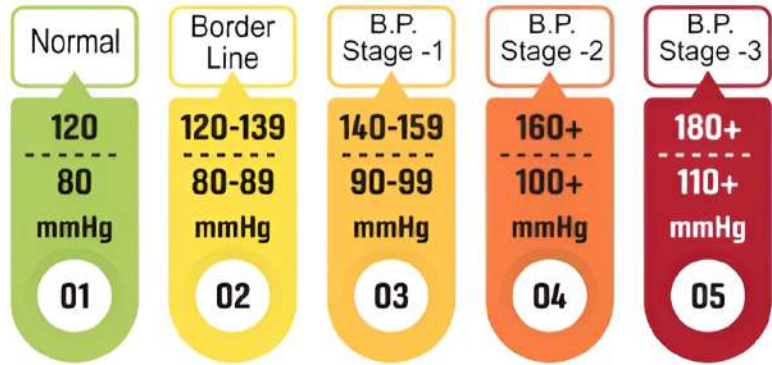 Normal
120
80
mmHg
01
Border
Line
120-139
80-89
mmHg
02
B.P.
Stage -1
140-159
90-99
mmHg
03
B.P.
Stage -2
160+
100+
mmHg
04
B.P.
Stage -3
180+
110+
mmHg
05